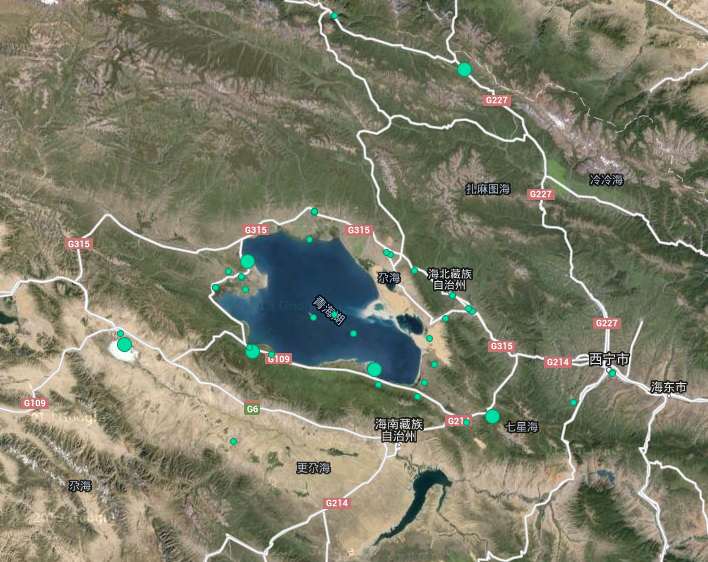 G227
冷冷海
扎麻图海
G227
G315
G315
G315
尕海
海北藏族
自治州
青海湖
G227
G315
G214
西宁市
G109
海东市
G109
G6
G214
七星海
海南藏族
自治州
更尕海
尕海
G214